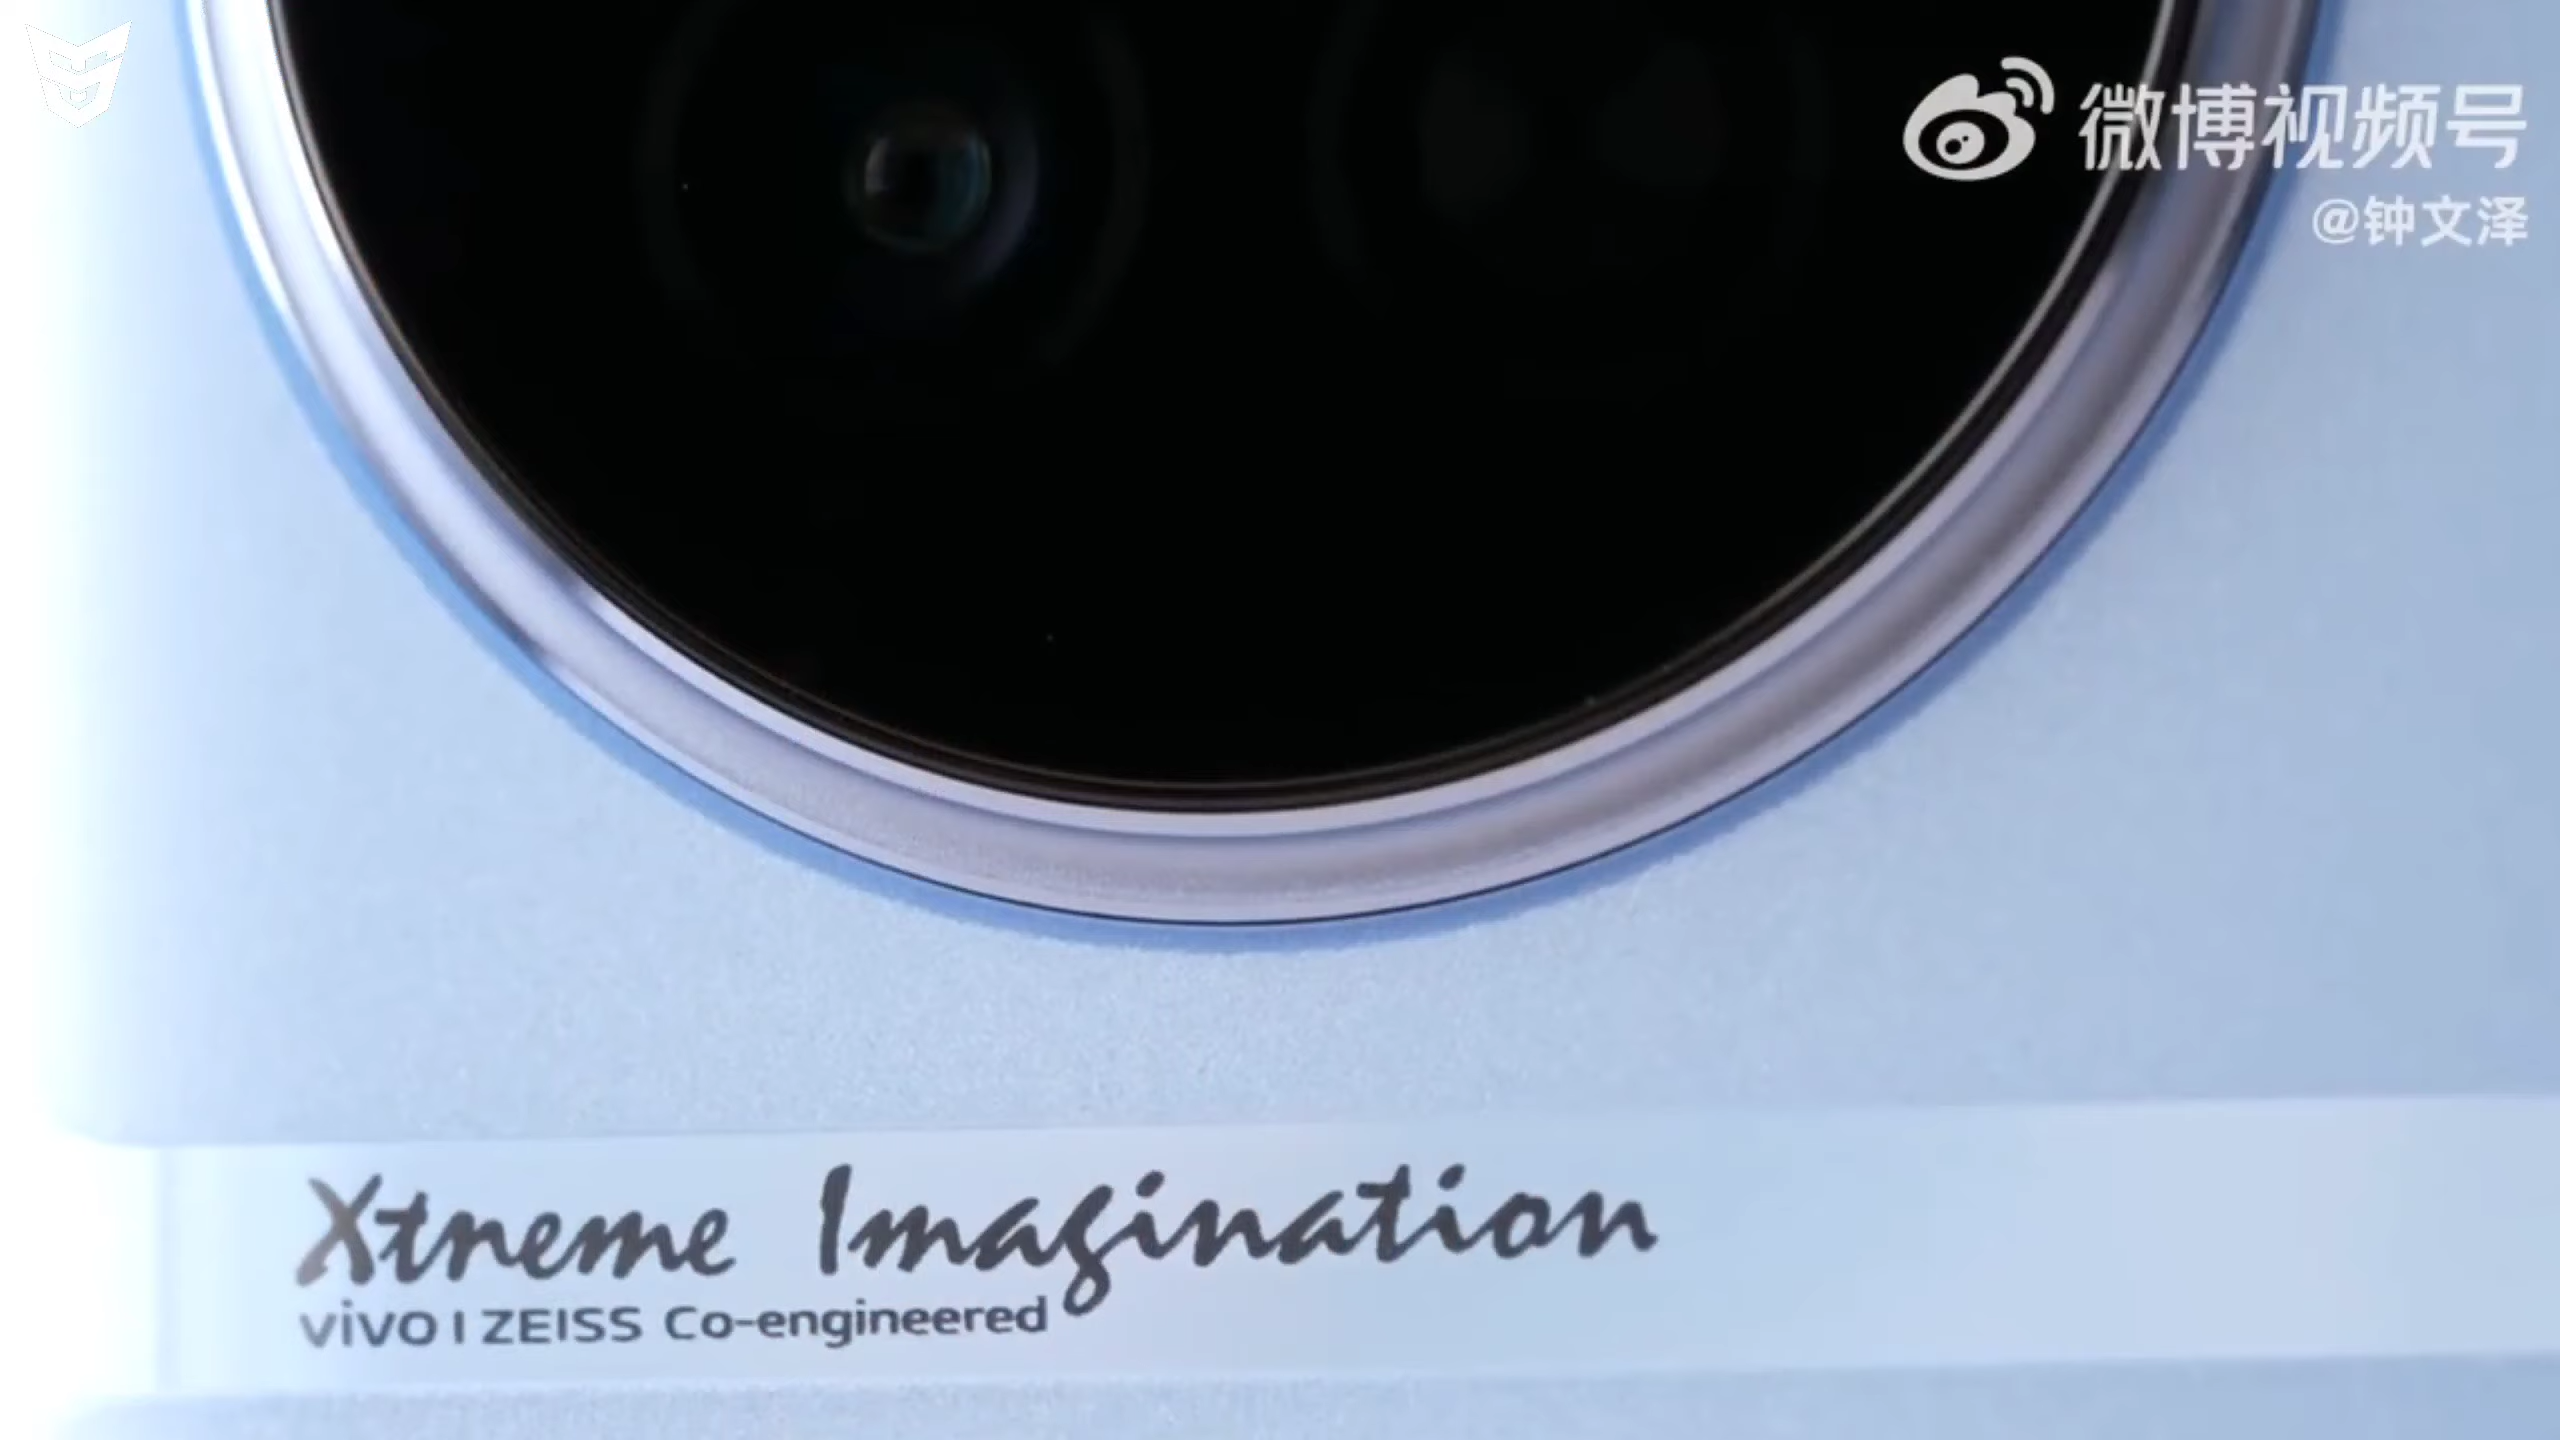 微博视频号
@钟文泽
Xtreme Imagination
vivo | ZEISS Co-engineered